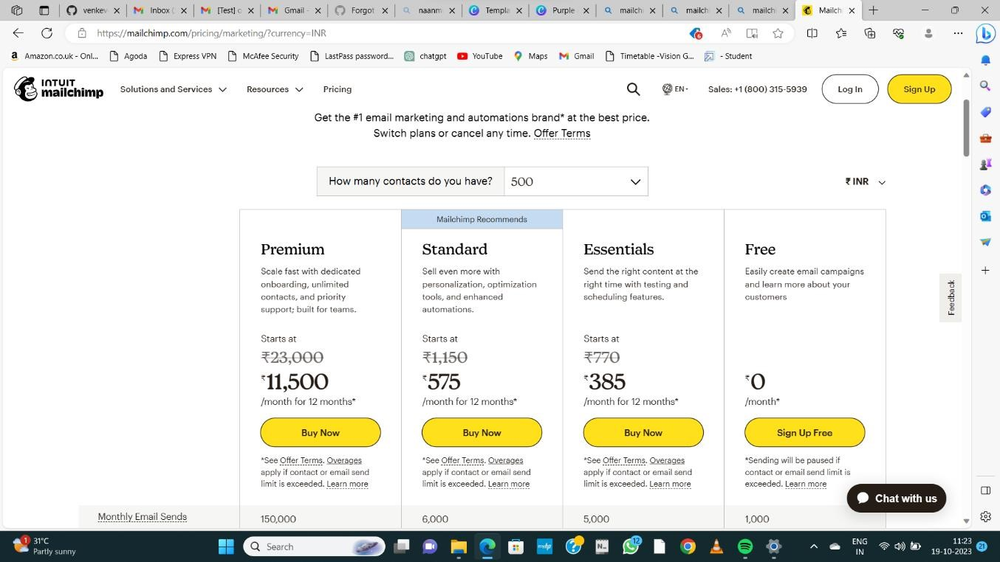 venkev
Inbox (
[Test] o
Gmail -
Forgot
naanm
Templa
Purple
mailchi
mailch
mailchi
Mailch
https://mailchimp.com/pricing/marketing/?currency=INR
6
Amazon.co.uk - Onl...
Agoda
Express VPN
McAfee Security
LastPass password...
chatgpt
YouTube
Maps
Gmail
Timetable -Vision G...
- Student
INTUIT
mailchimp
Solutions and Services
Resources
Pricing
EN
Sales: +1 (800) 315-5939
Log In
Sign Up
Get the #1 email marketing and automations brand* at the best price.
Switch plans or cancel any time. Offer Terms
How many contacts do you have?
500
₹ INR
Premium
Scale fast with dedicated
onboarding, unlimited
contacts, and priority
support; built for teams.
Starts at
₹23,000
₹11,500
/month for 12 months*
Buy Now
*See Offer Terms. Overages
apply if contact or email send
limit is exceeded. Learn more
Mailchimp Recommends
Standard
Sell even more with
personalization, optimization
tools, and enhanced
automations.
Starts at
₹1,150
₹575
/month for 12 months*
Buy Now
*See Offer Terms. Overages
apply if contact or email send
limit is exceeded. Learn more
Essentials
Send the right content at the
right time with testing and
scheduling features.
Starts at
₹770
₹385
/month for 12 months*
Buy Now
*See Offer Terms. Overages
apply if contact or email send
limit is exceeded. Learn more
Free
Easily create email campaigns
and learn more about your
customers
₹0
/month*
Sign Up Free
*Sending will be paused if
contact or email send limit is
exceeded. Learn more
Feedback
Chat with us
Monthly Email Sends
150,000
6,000
5,000
1,000
1
31°C
Partly sunny
Search
myhp
12
ENG
IN
11:23
19-10-2023
21